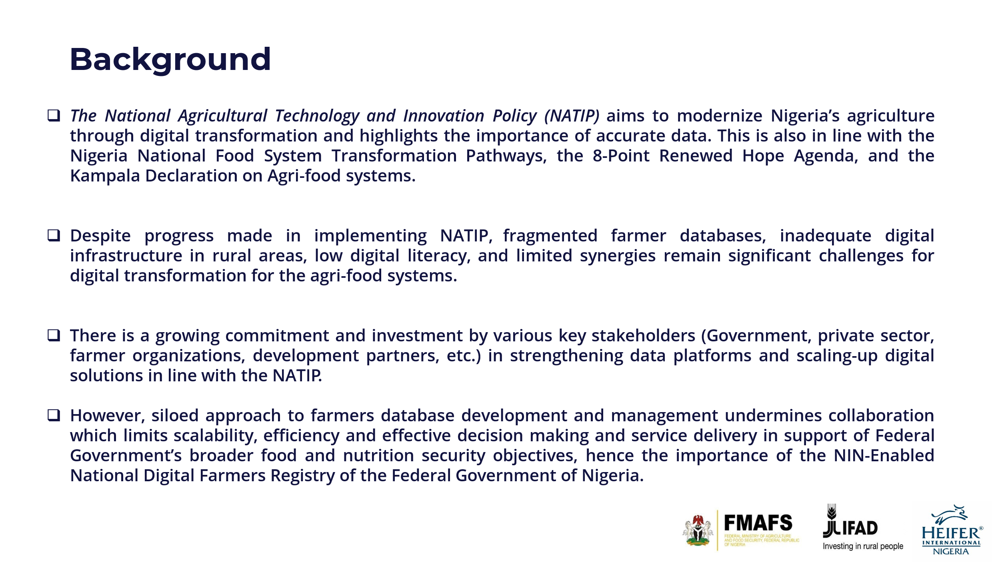 Background
❑ The National Agricultural Technology and Innovation Policy (NATIP) aims to modernize Nigeria’s agriculture
through digital transformation and highlights the importance of accurate data. This is also in line with the
Nigeria National Food System Transformation Pathways, the 8-Point Renewed Hope Agenda, and the
Kampala Declaration on Agri-food systems.
❑ Despite progress made in implementing NATIP, fragmented farmer databases, inadequate digital
infrastructure in rural areas, low digital literacy, and limited synergies remain significant challenges for
digital transformation for the agri-food systems.
❑ There is a growing commitment and investment by various key stakeholders (Government, private sector,
farmer organizations, development partners, etc.) in strengthening data platforms and scaling-up digital
solutions in line with the NATIP.
❑ However, siloed approach to farmers database development and management undermines collaboration
which limits scalability, efficiency and effective decision making and service delivery in support of Federal
Government’s broader food and nutrition security objectives, hence the importance of the NIN-Enabled
National Digital Farmers Registry of the Federal Government of Nigeria.
FMAFS
FEDERAL MINISTRY OF AGRICULTURE
AND FOOD SECURITY, FEDERAL REPUBLIC
OF NIGERIA
IFAD
Investing in rural people
HEIFER®
INTERNATIONAL
NIGERIA